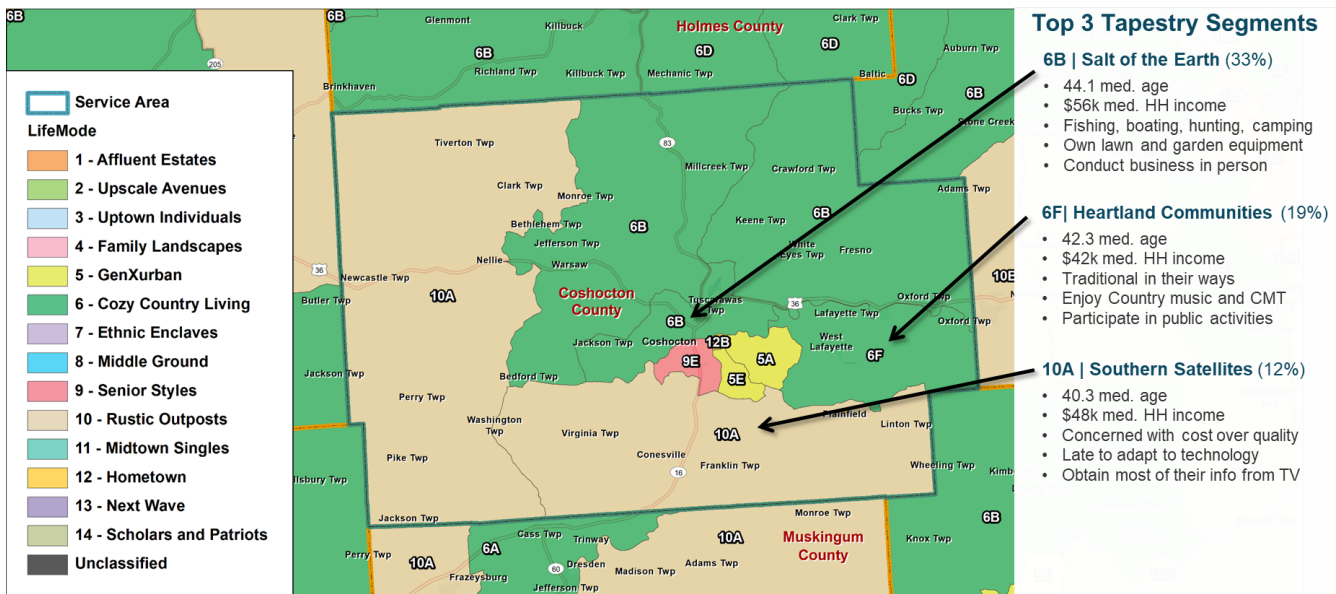 6B
6B
Glenmont
Killbuck
Holmes County
Clark Twp
6B
6D
6D
Auburn Twp
205
Richland Twp
Killbuck Twp
Mechanic Twp
Baltic
6D
6B
Brinkhaven
Bucks Twp
Stone Creek
Service Area
LifeMode
1 - Affluent Estates
2 - Upscale Avenues
3 - Uptown Individuals
4 - Family Landscapes
5 - GenXurban
6 - Cozy Country Living
7 - Ethnic Enclaves
8 - Middle Ground
9 - Senior Styles
10 - Rustic Outposts
11 - Midtown Singles
12 - Hometown
13 - Next Wave
14 - Scholars and Patriots
Unclassified
Tiverton Twp
83
Millcreek Twp
Crawford Twp
Clark Twp
Monroe Twp
Adams Twp
Bethlehem Twp
6B
Keene Twp
6B
Jefferson Twp
White
Eyes Twp
Fresno
Nellie
Warsaw
36
Newcastle Twp
10A
Coshocton
County
Butler Twp
Tuscarawas
Twp
36
Oxford Twp
6B
Lafayette Twp
Oxford Twp
Jackson Twp
Coshocton
12B
West
Lafayette
9E
5A
6F
5E
Jackson Twp
Bedford Twp
Perry Twp
Washington
Twp
Virginia Twp
10A
Plainfield
Linton Twp
Conesville
Pike Twp
Franklin Twp
16
Wheeling Twp
Jackson Twp
Monroe Twp
6B
Perry Twp
10A
6A
Cass Twp
Trinway
10A
Muskingum
County
Knox Twp
Dresden
60
Madison Twp
Adams Twp
Frazeysburg
Jefferson Twp
Top 3 Tapestry Segments
6B | Salt of the Earth (33%)
• 44.1 med. age
• $56k med. HH income
• Fishing, boating, hunting, camping
• Own lawn and garden equipment
• Conduct business in person
6F| Heartland Communities (19%)
• 42.3 med. age
• $42k med. HH income
• Traditional in their ways
• Enjoy Country music and CMT
• Participate in public activities
10A | Southern Satellites (12%)
• 40.3 med. age
• $48k med. HH income
• Concerned with cost over quality
• Late to adapt to technology
• Obtain most of their info from TV